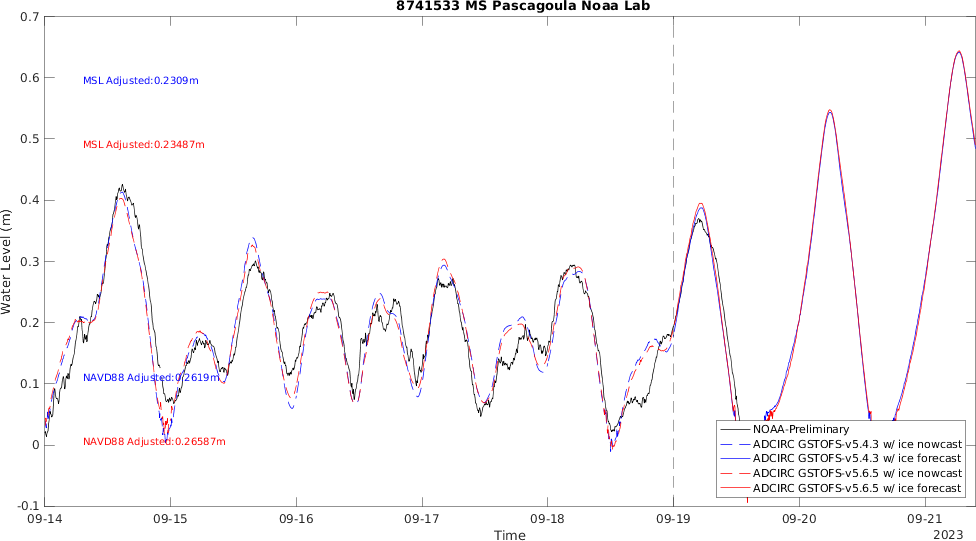 8741533 MS Pascagoula Noaa Lab
0.7
0.6
0.5
0.4
0.3
0.2
0.1
0
-0.1
Water Level (m)
MSL Adjusted:0.2309m
MSL Adjusted:0.23487m
NAVD88 Adjusted:0.2619m
NAVD88 Adjusted:0.26587m
NOAA-Preliminary
ADCIRC GSTOFS-v5.4.3 w/ ice nowcast
ADCIRC GSTOFS-v5.4.3 w/ ice forecast
ADCIRC GSTOFS-v5.6.5 w/ ice nowcast
ADCIRC GSTOFS-v5.6.5 w/ ice forecast
09-14 09-15 09-16 09-17 09-18 09-19 09-20 09-21
Time
2023